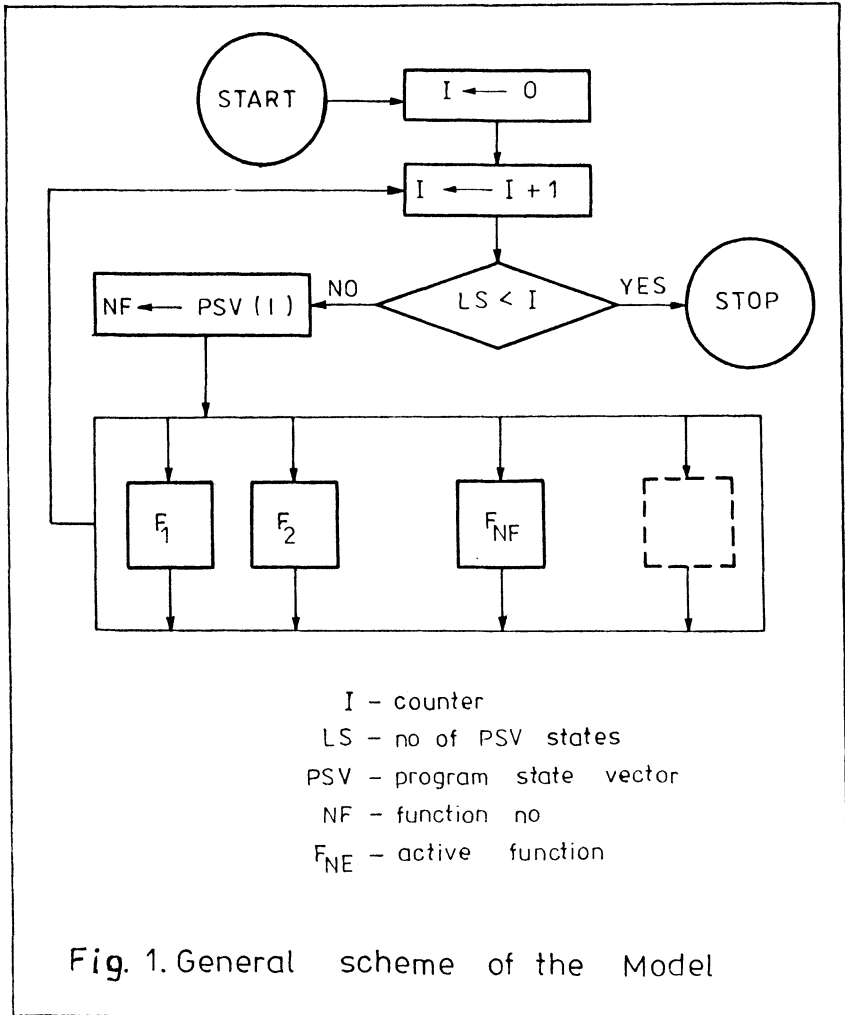 START
I ← 0
I ← I + 1
LS < I
NO
YES
STOP
NF ← PSV ( I )
F1
F2
FNF
I – counter
LS – no of PSV states
PSV – program state vector
NF – function no
FNE – active function
Fig. 1. General scheme of the Model